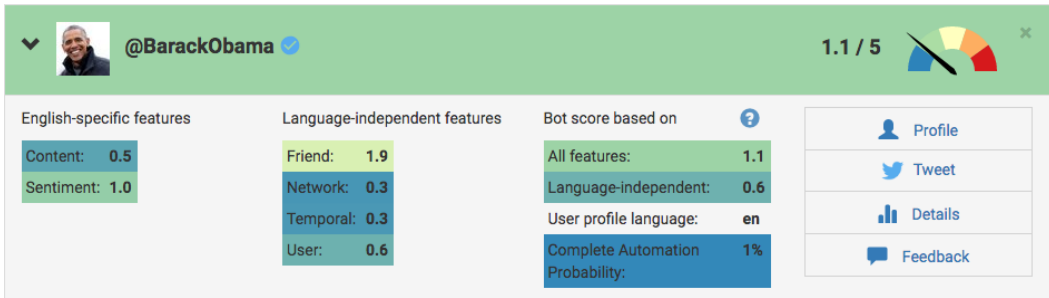 @BarackObama
1.1 / 5
English-specific features
Content: 0.5
Sentiment: 1.0
Language-independent features
Friend: 1.9
Network: 0.3
Temporal: 0.3
User: 0.6
Bot score based on
All features: 1.1
Language-independent: 0.6
User profile language: en
Complete Automation 1%
Probability:
Profile
Tweet
Details
Feedback